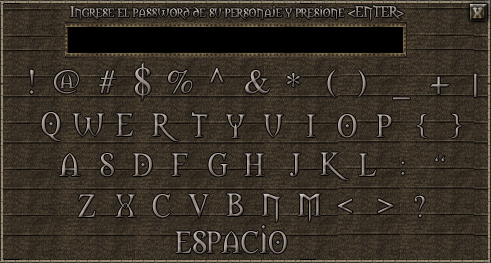 INGRESE EL PASSWORD DE SU PERSONAJE Y PRESIONE <ENTER> X
! @ # $ % ^ & * ( ) _ + |
Q W E R T Y U I O P { }
A S D F G H J K L : “
Z X C V B N M < > ?
ESPACIO